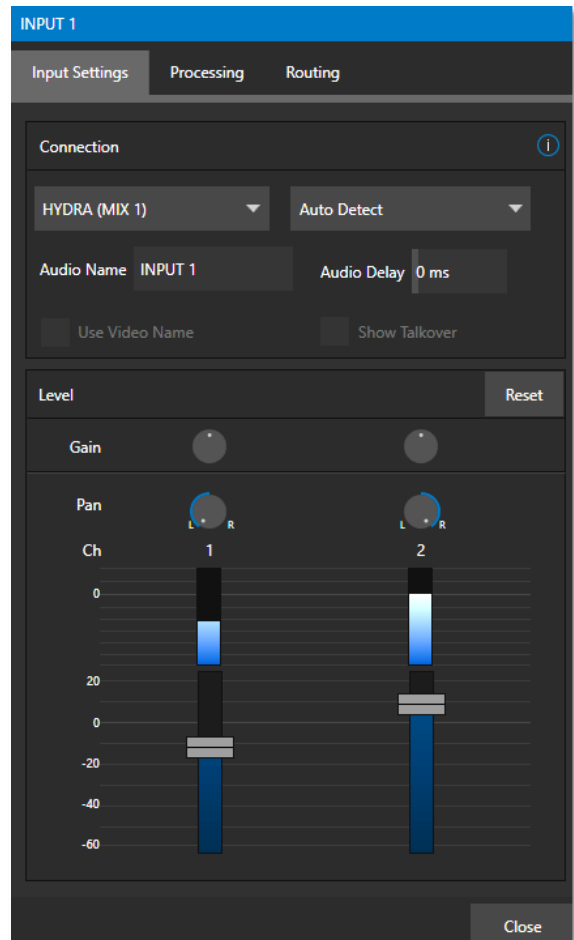 INPUT 1
Input Settings Processing Routing
Connection i
HYDRA (MIX 1) Auto Detect
Audio Name INPUT 1 Audio Delay 0 ms
Use Video Name Show Talkover
Level Reset
Gain
Pan L R L R
Ch 1 2
0
20
0
-20
-40
-60
Close